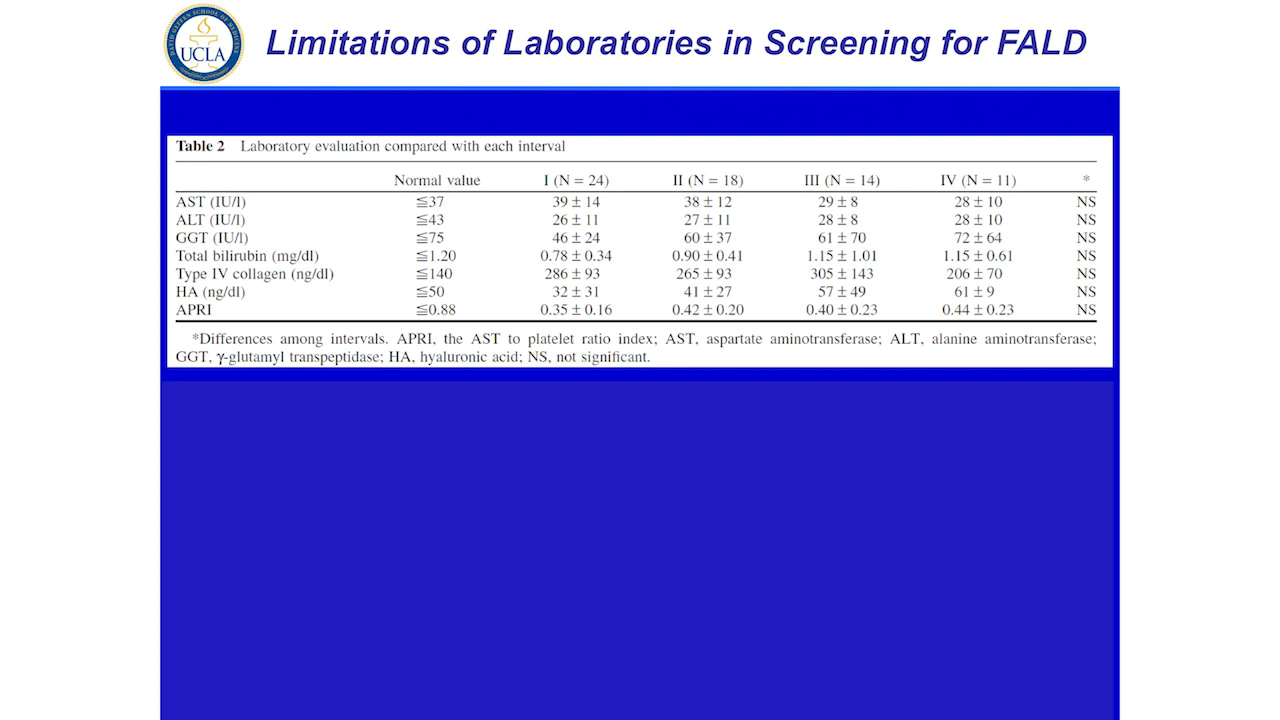 DAVID GEFFEN SCHOOL OF MEDICINE
UCLA
Limitations of Laboratories in Screening for FALD
Table 2 Laboratory evaluation compared with each interval
Normal value I (N = 24) II (N = 18) III (N = 14) IV (N = 11) *
AST (IU/l) ≦37 39 ± 14 38 ± 12 29 ± 8 28 ± 10 NS
ALT (IU/l) ≦43 26 ± 11 27 ± 11 28 ± 8 28 ± 10 NS
GGT (IU/l) ≦75 46 ± 24 60 ± 37 61 ± 70 72 ± 64 NS
Total bilirubin (mg/dl) ≦1.20 0.78 ± 0.34 0.90 ± 0.41 1.15 ± 1.01 1.15 ± 0.61 NS
Type IV collagen (ng/dl) ≦140 286 ± 93 265 ± 93 305 ± 143 206 ± 70 NS
HA (ng/dl) ≦50 32 ± 31 41 ± 27 57 ± 49 61 ± 9 NS
APRI ≦0.88 0.35 ± 0.16 0.42 ± 0.20 0.40 ± 0.23 0.44 ± 0.23 NS
*Differences among intervals. APRI, the AST to platelet ratio index; AST, aspartate aminotransferase; ALT, alanine aminotransferase;
GGT, γ-glutamyl transpeptidase; HA, hyaluronic acid; NS, not significant.